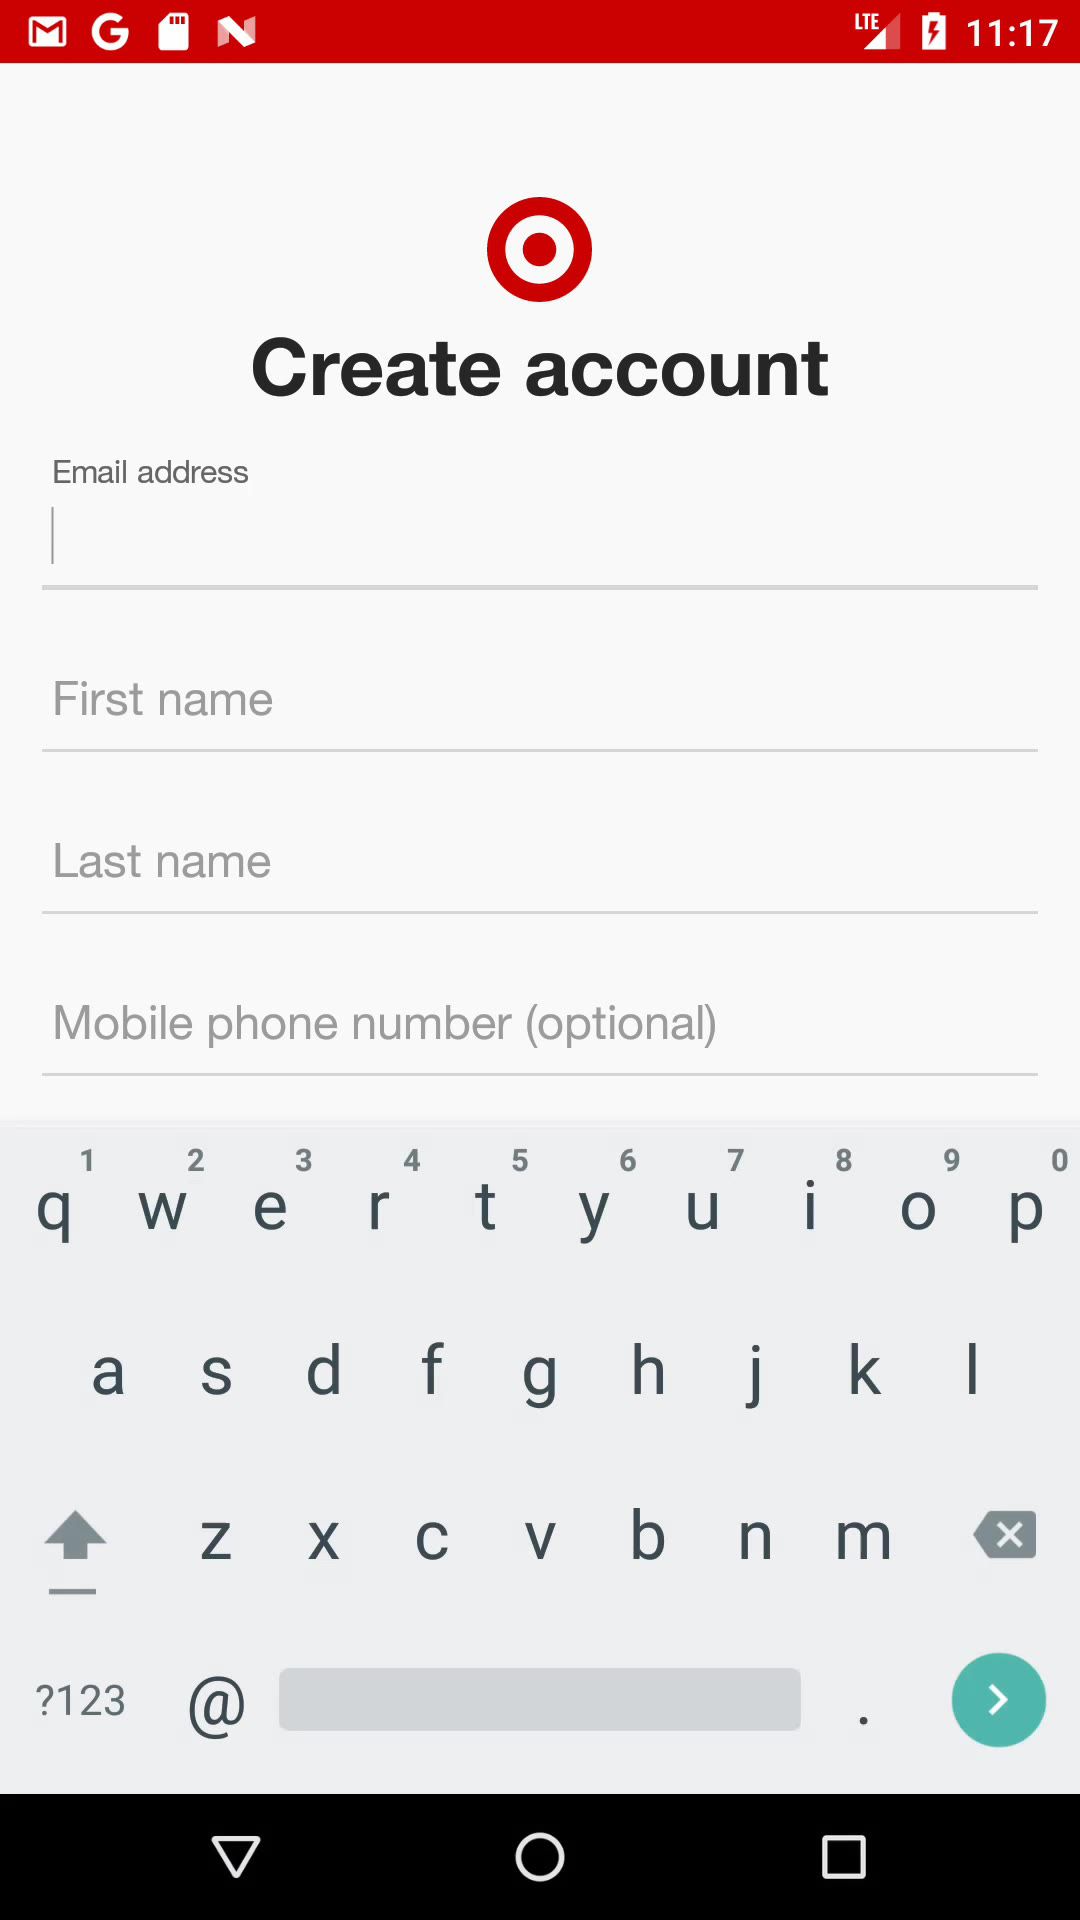 LTE 11:17
Create account
Email address
First name
Last name
Mobile phone number (optional)
1 2 3 4 5 6 7 8 9 0
q w e r t y u i o p
a s d f g h j k l
z x c v b n m
?123 @ .